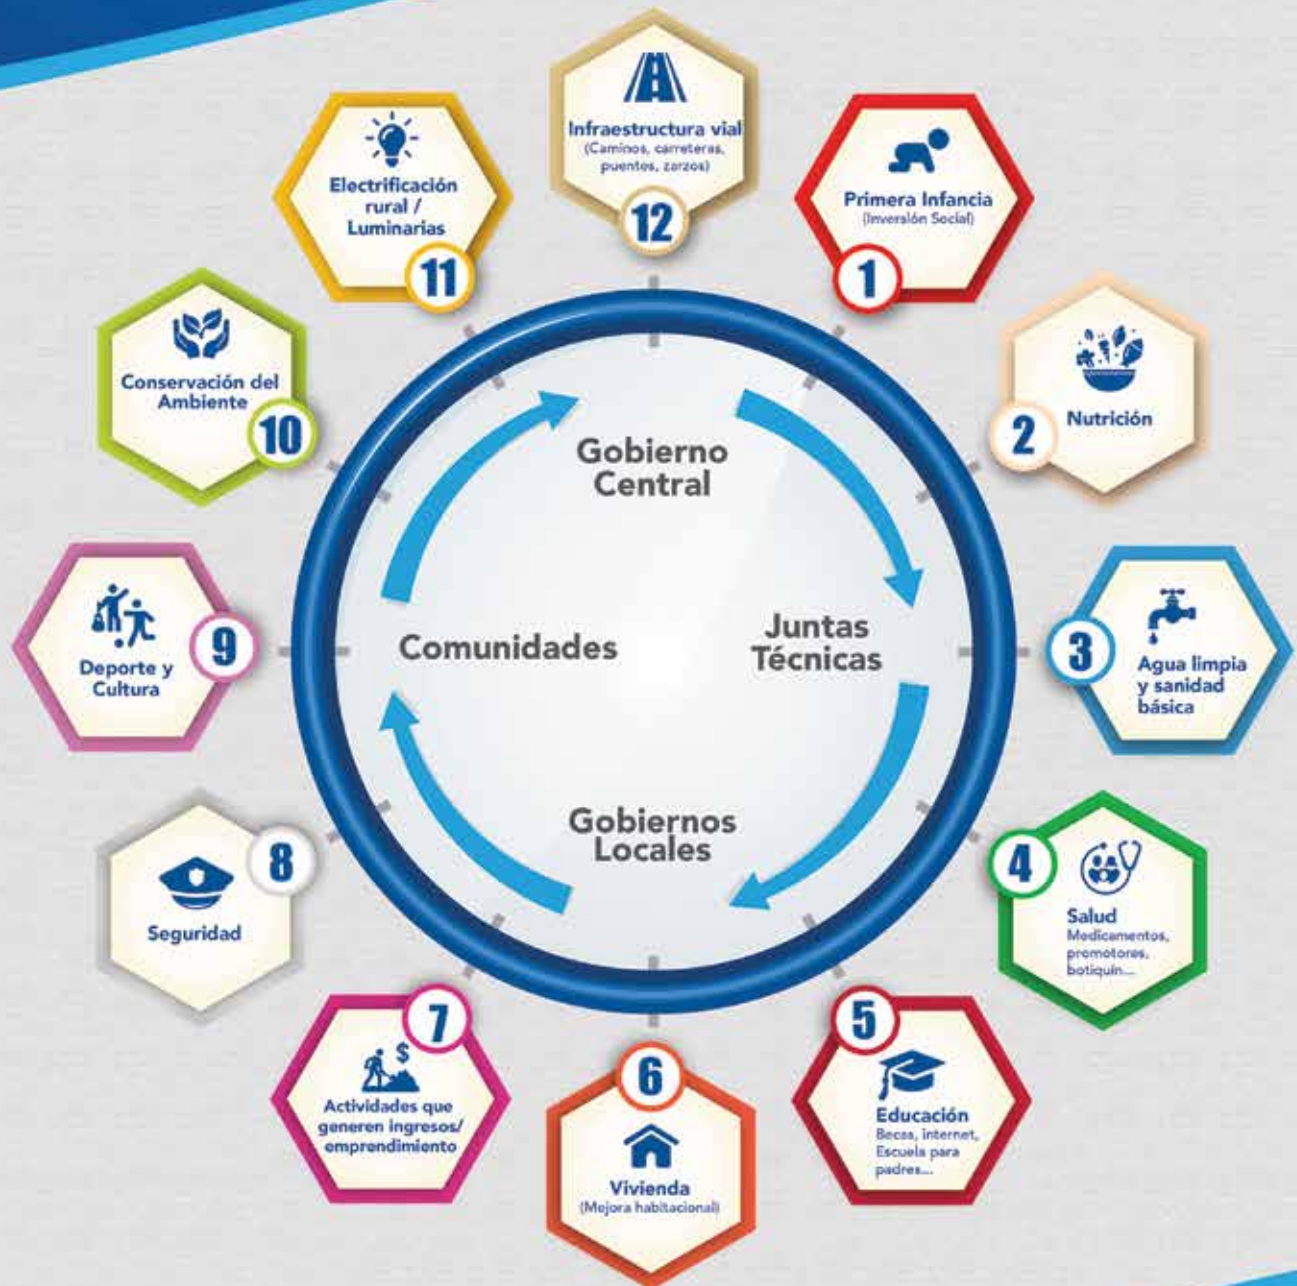 Infraestructura vial
(Caminos, carreteras,
puentes, zarzos)
12
Primera Infancia
(Inversión Social)
1
Nutrición
2
Agua limpia
y sanidad
básica
3
Salud
Medicamentos,
promotores,
botiquín...
4
Educación
Becas, internet,
Escuela para
padres...
5
Vivienda
(Mejora habitacional)
6
Actividades que
generen ingresos/
emprendimiento
$
7
Seguridad
8
Deporte y
Cultura
9
Conservación del
Ambiente
10
Electrificación
rural /
Luminarias
11
Gobierno
Central
Juntas
Técnicas
Gobiernos
Locales
Comunidades